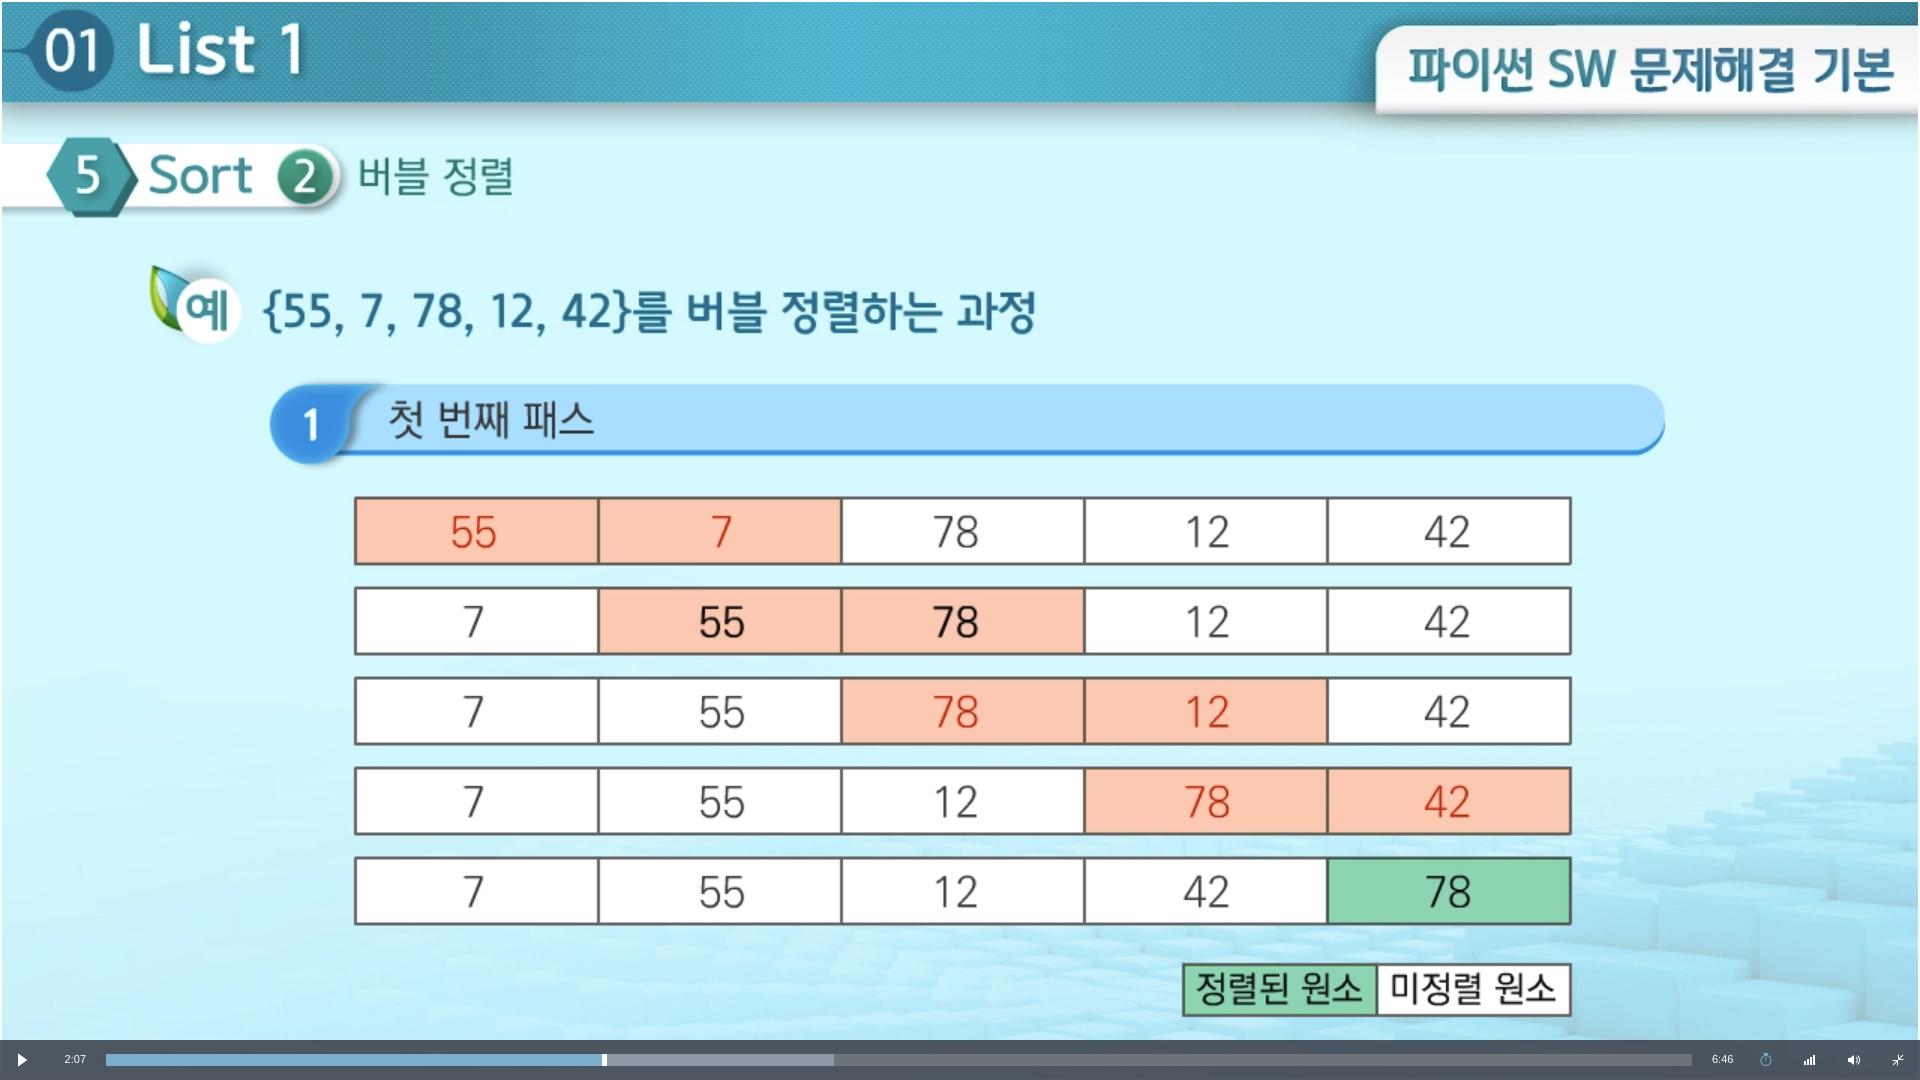 01 List 1
파이썬 SW 문제해결 기본
5 Sort 2 버블 정렬
예 {55, 7, 78, 12, 42}를 버블 정렬하는 과정
1 첫 번째 패스
55 7 78 12 42
7 55 78 12 42
7 55 78 12 42
7 55 12 78 42
7 55 12 42 78
정렬된 원소 미정렬 원소
2:07 6:46